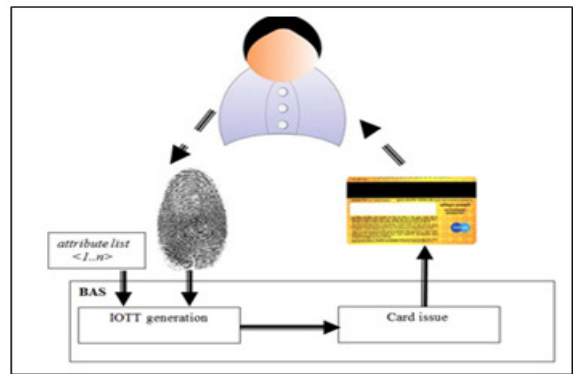 attribute list
<1..n>
BAS
IOTT generation
Card issue